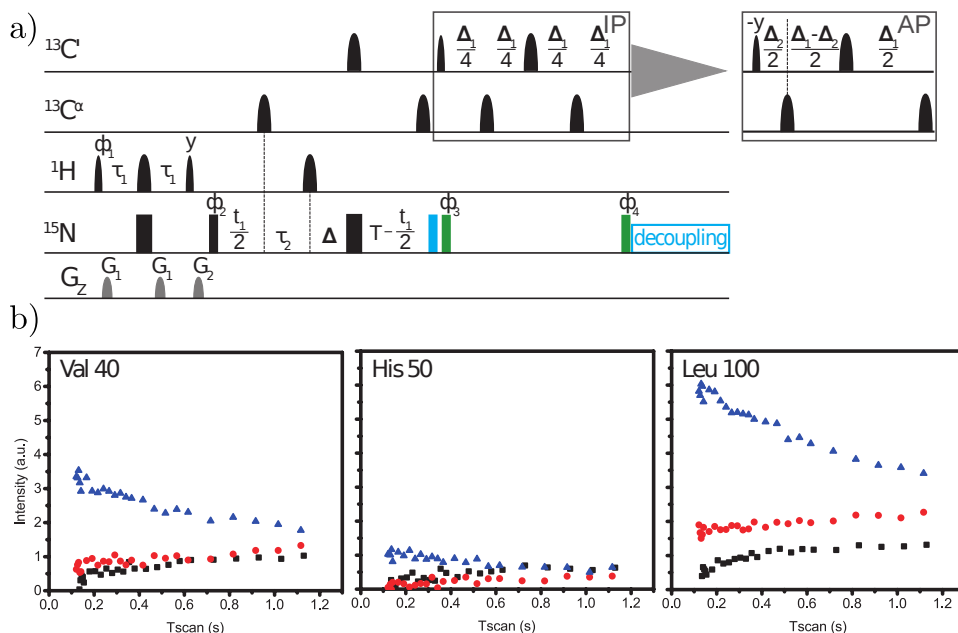 a)
¹³C' IP Δ₁/4 Δ₁/4 Δ₁/4 Δ₁/4 -y Δ₂/2 Δ₁-Δ₂/2 Δ₁/2 AP
¹³Cα
¹H ϕ₁ τ₁ τ₁ y
¹⁵N ϕ₂ t₁/2 τ₂ Δ T-t₁/2 ϕ₃ ϕ₄ decoupling
G_Z G₁ G₁ G₂
b)
Val 40
His 50
Leu 100
Intensity (a.u.)
7
6
5
4
3
2
1
0
0.0 0.2 0.4 0.6 0.8 1.0 1.2
0.0 0.2 0.4 0.6 0.8 1.0 1.2
0.0 0.2 0.4 0.6 0.8 1.0 1.2
Tscan (s)
Tscan (s)
Tscan (s)